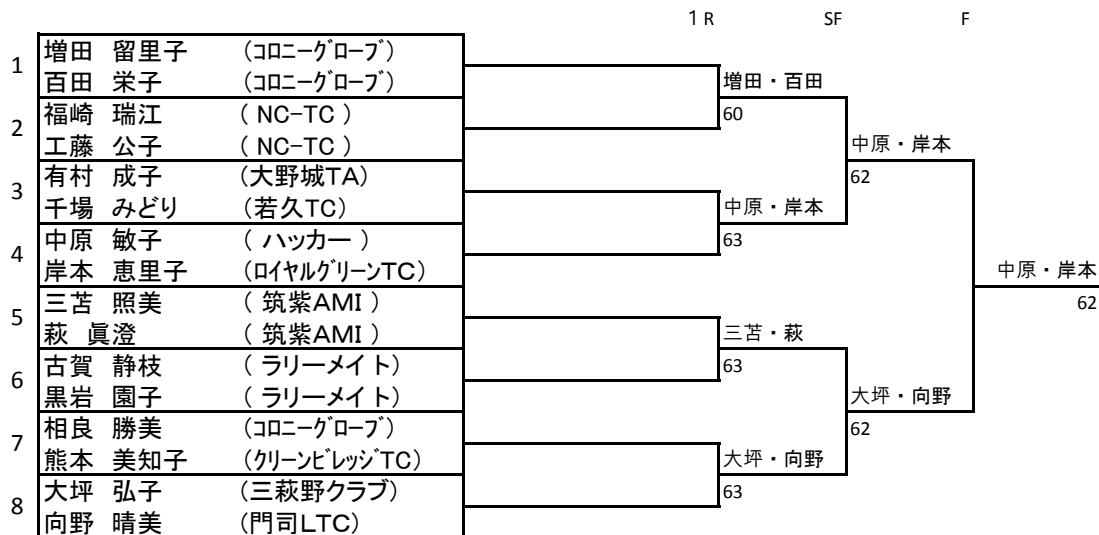 1 R SF F
1
増田 留里子 (コロニーグローブ)
百田 栄子 (コロニーグローブ)
2
福崎 瑞江 ( NC-TC )
工藤 公子 ( NC-TC )
3
有村 成子 (大野城TA)
千場 みどり (若久TC)
4
中原 敏子 ( ハッカー )
岸本 恵里子 (ロイヤルグリーンTC)
5
三苫 照美 ( 筑紫AMI )
萩 眞澄 ( 筑紫AMI )
6
古賀 静枝 ( ラリーメイト)
黒岩 園子 ( ラリーメイト)
7
相良 勝美 (コロニーグローブ)
熊本 美知子 (クリーンビレッジTC)
8
大坪 弘子 (三萩野クラブ)
向野 晴美 (門司LTC)
増田・百田
60
中原・岸本
63
三苫・萩
63
大坪・向野
63
中原・岸本
62
大坪・向野
62
中原・岸本
62